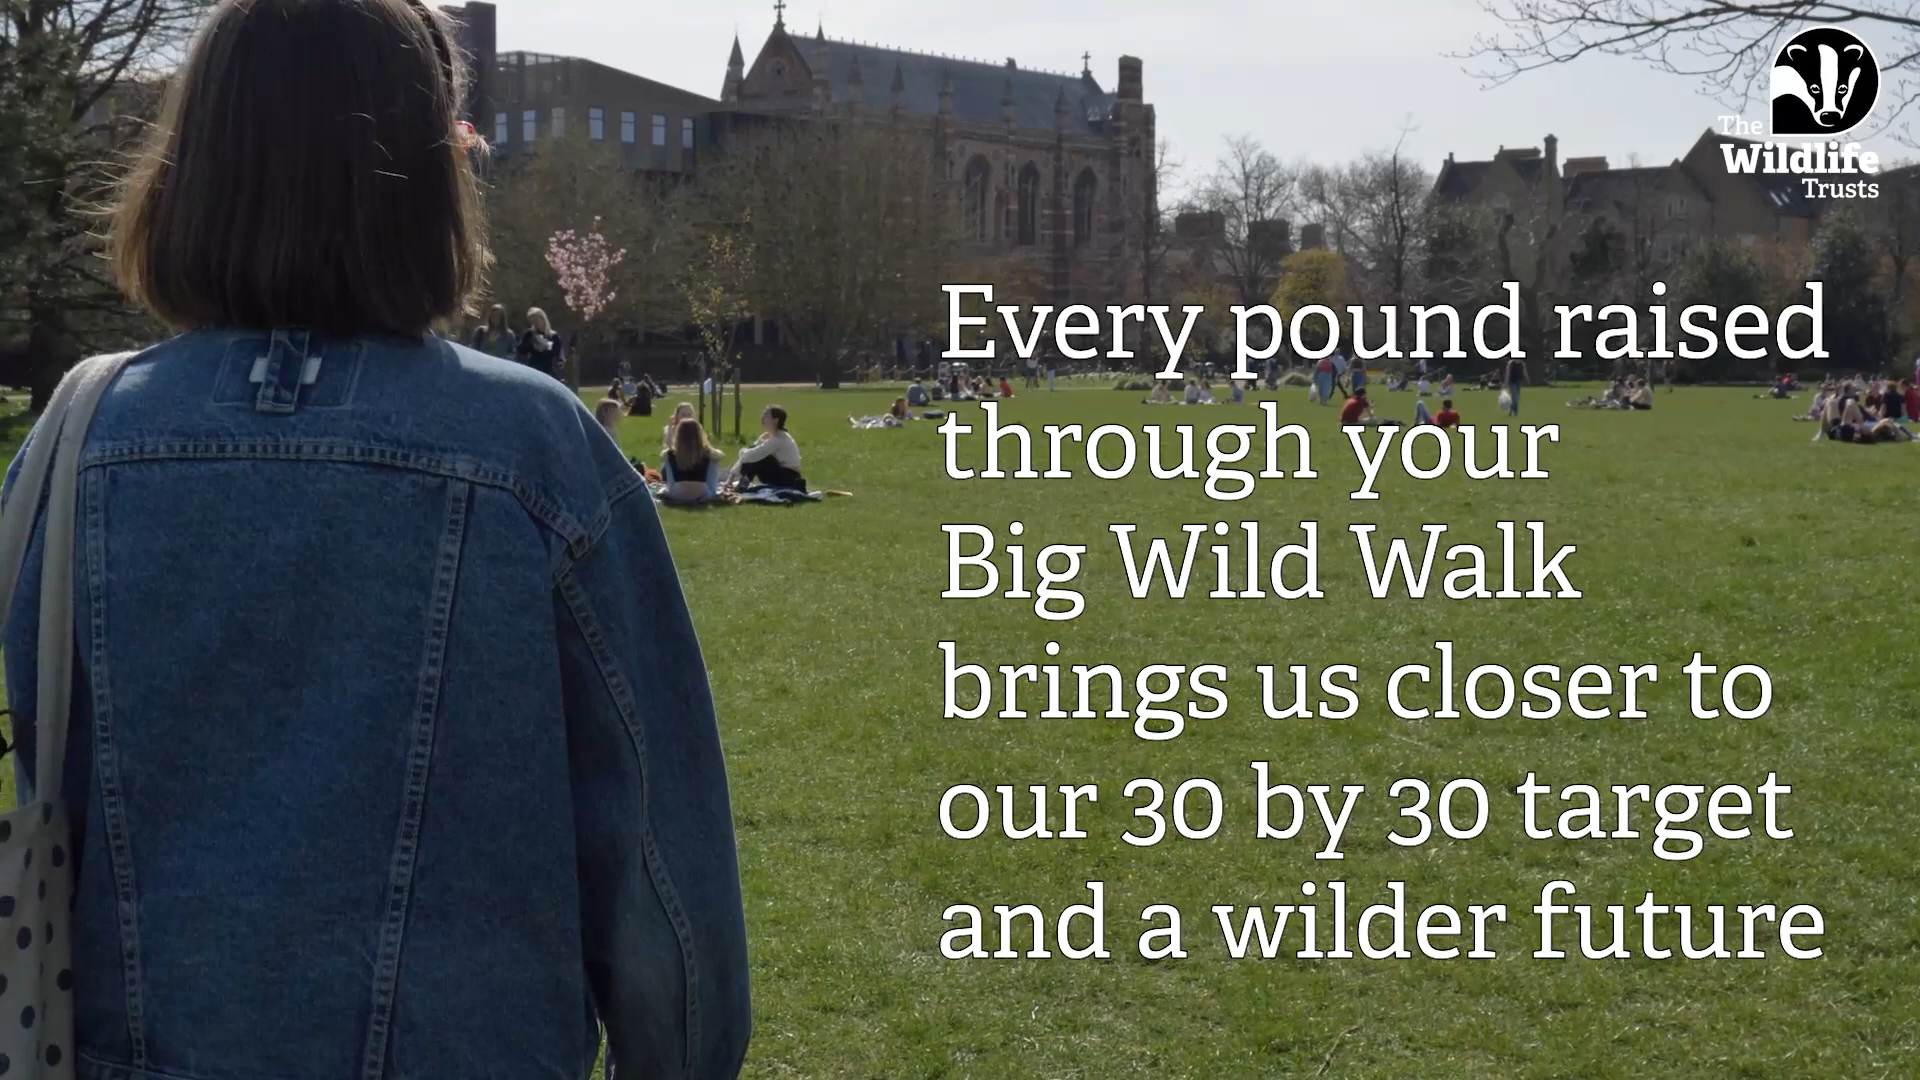 The
Wildlife
Trusts
Every pound raised
through your
Big Wild Walk
brings us closer to
our 30 by 30 target
and a wilder future